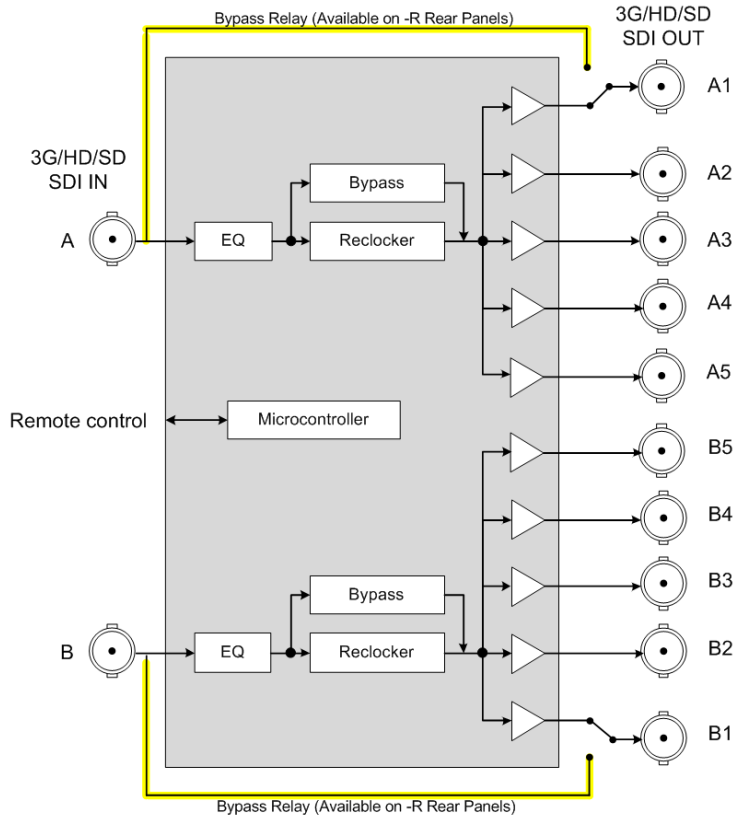 Bypass Relay (Available on -R Rear Panels)
3G/HD/SD
SDI OUT
A1
3G/HD/SD
SDI IN
A2
Bypass
A
EQ
Reclocker
A3
A4
A5
Remote control
Microcontroller
B5
B4
B3
Bypass
B
EQ
Reclocker
B2
B1
Bypass Relay (Available on -R Rear Panels)